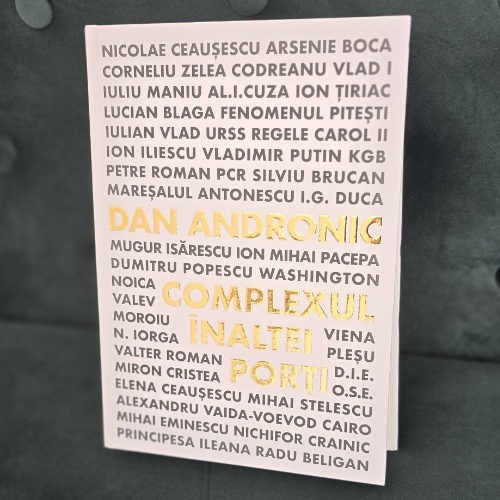 NICOLAE CEAUȘESCU ARSENIE BOCA
CORNELIU ZELEA CODREANU VLAD I
IULIU MANIU AL.I.CUZA ION ȚIRIAC
LUCIAN BLAGA FENOMENUL PITEȘTI
IULIAN VLAD URSS REGELE CAROL II
ION ILIESCU VLADIMIR PUTIN KGB
PETRE ROMAN PCR SILVIU BRUCAN
MAREȘALUL ANTONESCU I.G. DUCA
DAN ANDRONIC
MUGUR ISĂRESCU ION MIHAI PACEPA
DUMITRU POPESCU WASHINGTON
NOICA
VALEV COMPLEXUL
MOROIU
N. IORGA ÎNALTEI VIENA
PLEȘU
VALTER ROMAN PORȚI D.I.E.
MIRON CRISTEA O.S.E.
ELENA CEAUȘESCU MIHAI STELESCU
ALEXANDRU VAIDA-VOEVOD CAIRO
MIHAI EMINESCU NICHIFOR CRAINIC
PRINCIPESA ILEANA RADU BELIGAN